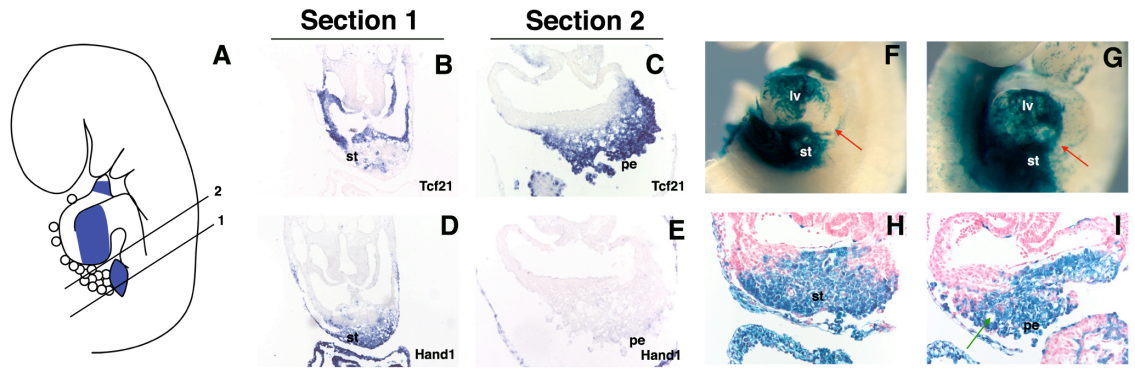 Section 1
Section 2
A
B
C
F
G
lv
lv
st
pe
st
st
Tcf21
Tcf21
2
1
D
E
H
I
st
st
pe
pe
Hand1
Hand1